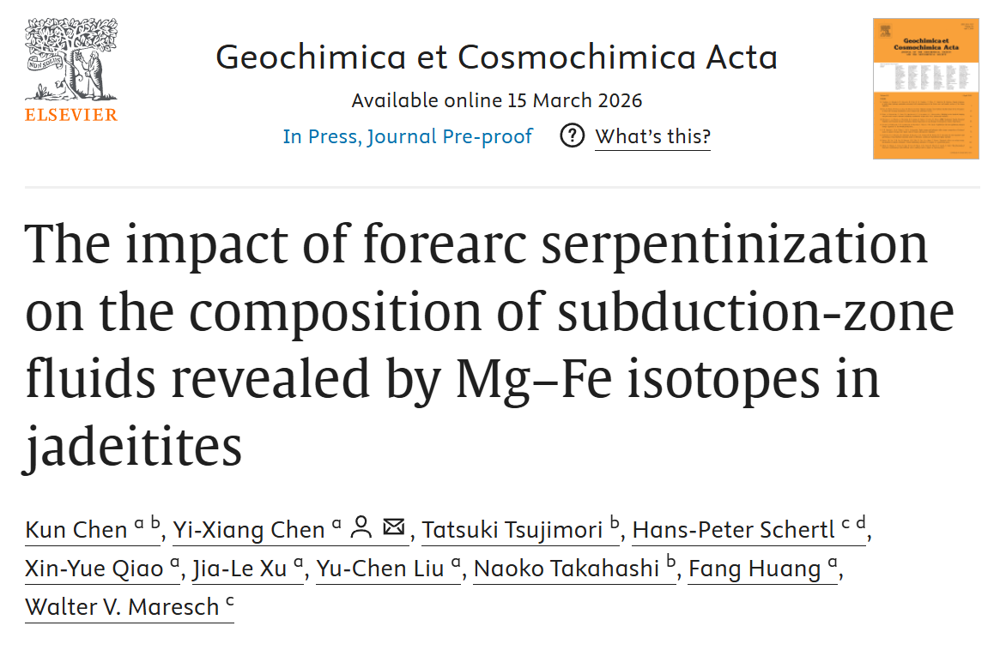 NON SOLUS
ELSEVIER
Geochimica et Cosmochimica Acta
Available online 15 March 2026
In Press, Journal Pre-proof ? What's this?
Geochimica et
Cosmochimica Acta
The impact of forearc serpentinization
on the composition of subduction-zone
fluids revealed by Mg–Fe isotopes in
jadeitites
Kun Chen a b, Yi-Xiang Chen a, Tatsuki Tsujimori b, Hans-Peter Schertl c d,
Xin-Yue Qiao a, Jia-Le Xu a, Yu-Chen Liu a, Naoko Takahashi b, Fang Huang a,
Walter V. Maresch c